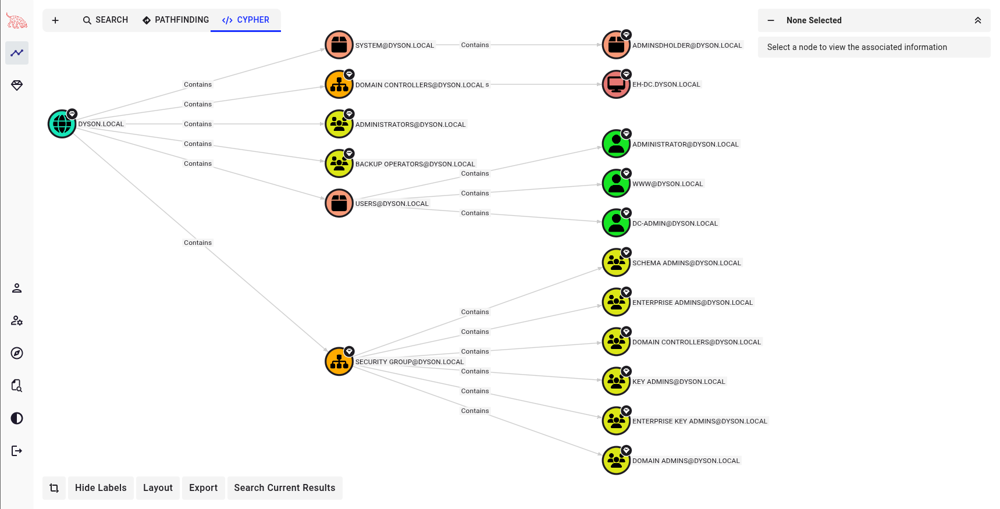 SEARCH
PATHFINDING
CYPHER
None Selected
Select a node to view the associated information
SYSTEM@DYSON.LOCAL
Contains
ADMINSDHOLDER@DYSON.LOCAL
Contains
DOMAIN CONTROLLERS@DYSON.LOCAL
s
EH-DC.DYSON.LOCAL
Contains
DYSON.LOCAL
Contains
ADMINISTRATORS@DYSON.LOCAL
Contains
ADMINISTRATOR@DYSON.LOCAL
Contains
BACKUP OPERATORS@DYSON.LOCAL
Contains
WWW@DYSON.LOCAL
Contains
USERS@DYSON.LOCAL
Contains
DC-ADMIN@DYSON.LOCAL
Contains
SCHEMA ADMINS@DYSON.LOCAL
ENTERPRISE ADMINS@DYSON.LOCAL
Contains
Contains
DOMAIN CONTROLLERS@DYSON.LOCAL
Contains
SECURITY GROUP@DYSON.LOCAL
Contains
KEY ADMINS@DYSON.LOCAL
Contains
Contains
ENTERPRISE KEY ADMINS@DYSON.LOCAL
DOMAIN ADMINS@DYSON.LOCAL
Hide Labels
Layout
Export
Search Current Results